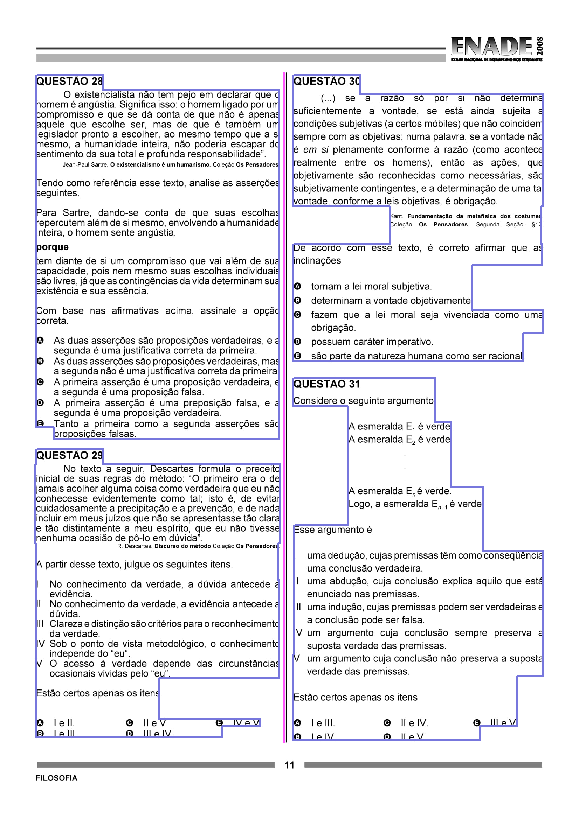 ENADE 2008
EXAME NACIONAL DE DESEMPENHO DOS ESTUDANTES
QUESTÃO 28
O existencialista não tem pejo em declarar que o
homem é angústia. Significa isso: o homem ligado por um
compromisso e que se dá conta de que não é apenas
aquele que escolhe ser, mas de que é também um
legislador pronto a escolher, ao mesmo tempo que a si
mesmo, a humanidade inteira, não poderia escapar do
sentimento da sua total e profunda responsabilidade”.
Jean-Paul Sartre. O existencialismo é um humanismo. Coleção Os Pensadores
Tendo como referência esse texto, analise as asserções
seguintes.
Para Sartre, dando-se conta de que suas escolhas
repercutem além de si mesmo, envolvendo a humanidade
inteira, o homem sente angústia.
porque
tem diante de si um compromisso que vai além de sua
capacidade, pois nem mesmo suas escolhas individuais
são livres, já que as contingências da vida determinam sua
existência e sua essência.
Com base nas afirmativas acima, assinale a opção
correta.
A As duas asserções são proposições verdadeiras, e a
segunda é uma justificativa correta da primeira.
B As duas asserções são proposições verdadeiras, mas
a segunda não é uma justificativa correta da primeira
C A primeira asserção é uma proposição verdadeira, e
a segunda é uma proposição falsa.
D A primeira asserção é uma preposição falsa, e a
segunda é uma proposição verdadeira.
E Tanto a primeira como a segunda asserções são
proposições falsas.
QUESTÃO 29
No texto a seguir, Descartes formula o preceito
inicial de suas regras do método: “O primeiro era o de
jamais acolher alguma coisa como verdadeira que eu não
conhecesse evidentemente como tal; isto é, de evitar
cuidadosamente a precipitação e a prevenção, e de nada
incluir em meus juízos que não se apresentasse tão clara
e tão distintamente a meu espírito, que eu não tivesse
nenhuma ocasião de pô-lo em dúvida”.
R. Descartes. Discurso do método Coleção Os Pensadores
A partir desse texto, julgue os seguintes itens
I No conhecimento da verdade, a dúvida antecede a
evidência.
II No conhecimento da verdade, a evidência antecede a
dúvida.
III Clareza e distinção são critérios para o reconhecimento
da verdade.
IV Sob o ponto de vista metodológico, o conhecimento
independe do “eu”.
V O acesso à verdade depende das circunstâncias
ocasionais vividas pelo “eu”.
Estão certos apenas os itens
A I e II. C II e V E IV e V
B I e III D III e IV
QUESTÃO 30
(...) se a razão só por si não determina
suficientemente a vontade, se está ainda sujeita a
condições subjetivas (a certos móbiles) que não coincidem
sempre com as objetivas; numa palavra, se a vontade não
é em si plenamente conforme à razão (como acontece
realmente entre os homens), então as ações, que
objetivamente são reconhecidas como necessárias, são
subjetivamente contingentes, e a determinação de uma tal
vontade, conforme a leis objetivas, é obrigação.
Kant. Fundamentação da metafísica dos costumes
Coleção Os Pensadores Segunda Seção
De acordo com esse texto, é correto afirmar que as
inclinações
A tornam a lei moral subjetiva.
B determinam a vontade objetivamente
C fazem que a lei moral seja vivenciada como uma
obrigação.
D possuem caráter imperativo.
E são parte da natureza humana como ser racional
QUESTÃO 31
Considere o seguinte argumento
A esmeralda E1 é verde
A esmeralda E2 é verde
.
.
A esmeralda En é verde.
Logo, a esmeralda En+1 é verde
Esse argumento é
uma dedução, cujas premissas têm como conseqüência
uma conclusão verdadeira.
I uma abdução, cuja conclusão explica aquilo que está
enunciado nas premissas.
II uma indução, cujas premissas podem ser verdadeiras e
a conclusão pode ser falsa.
V um argumento cuja conclusão sempre preserva a
suposta verdade das premissas.
V um argumento cuja conclusão não preserva a suposta
verdade das premissas.
Estão certos apenas os itens
A I e III. C II e IV. E III e V
B I e IV D II e V
11
FILOSOFIA